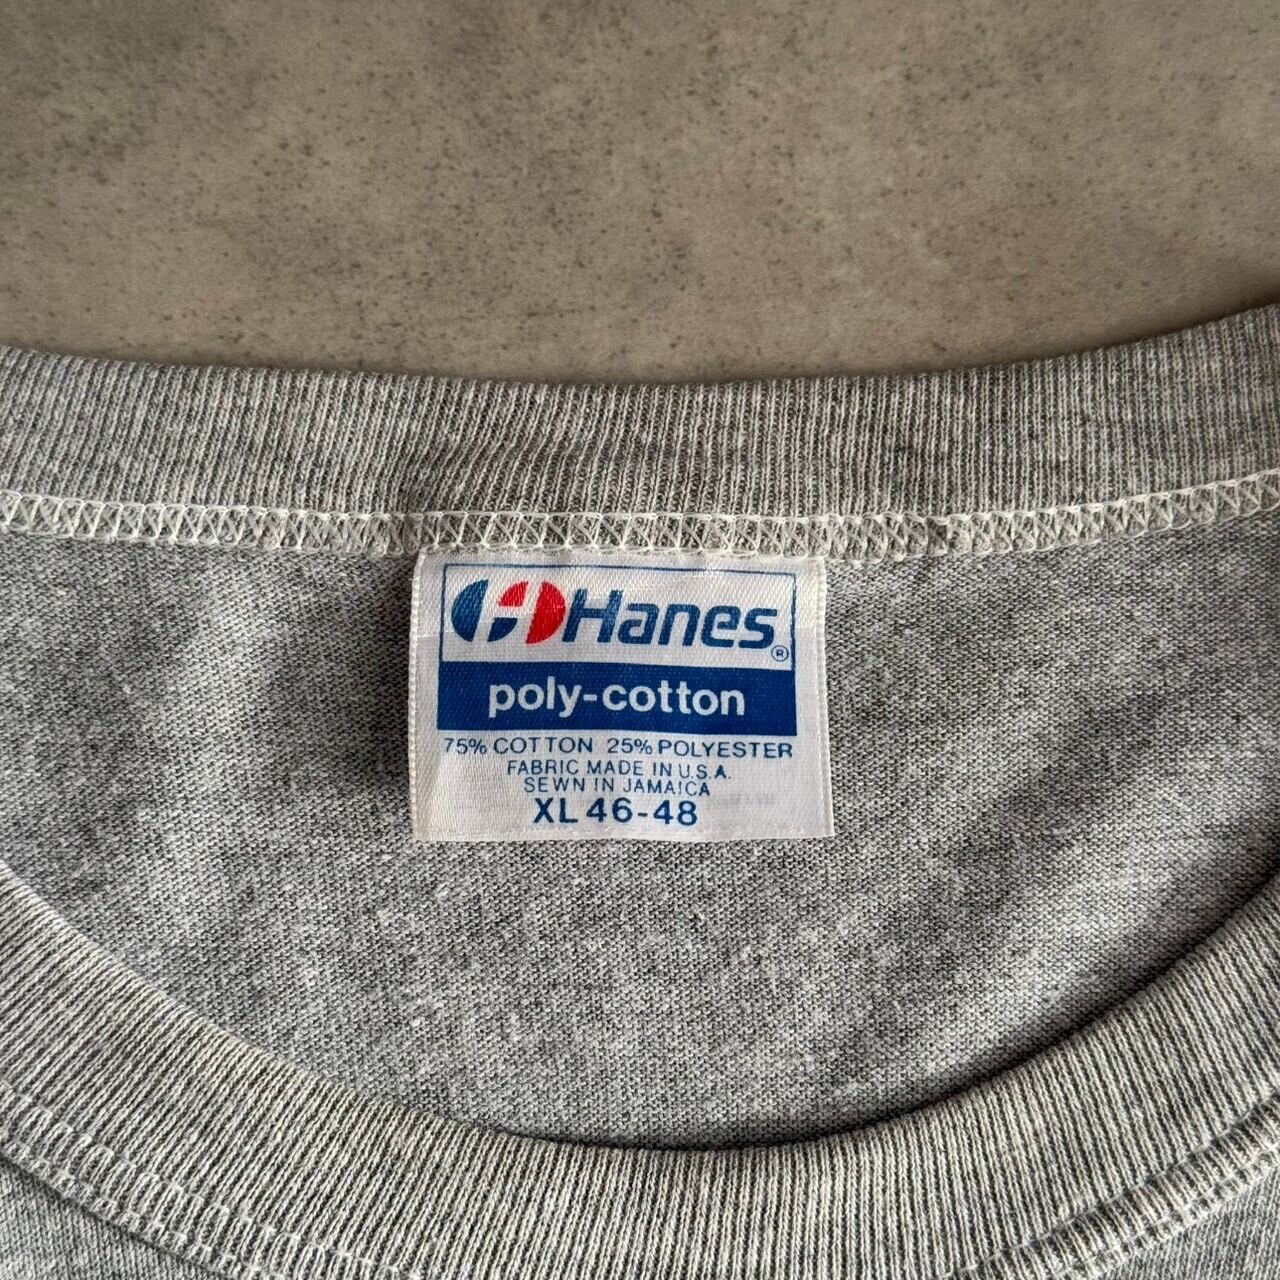 Hanes®
poly-cotton
75% COTTON 25% POLYESTER
FABRIC MADE IN U.S.A.
SEWN IN JAMAICA
XL 46-48